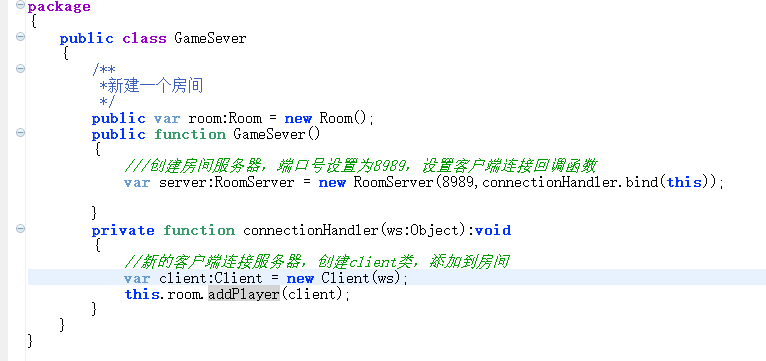 package
{
public class GameSever
{
/**
*新建一个房间
*/
public var room:Room = new Room();
public function GameSever()
{
///创建房间服务器，端口号设置为8989，设置客户端连接回调函数
var server:RoomServer = new RoomServer(8989,connectionHandler.bind(this));
}
private function connectionHandler(ws:Object):void
{
//新的客户端连接服务器，创建client类，添加到房间
var client:Client = new Client(ws);
this.room.addPlayer(client);
}
}
}